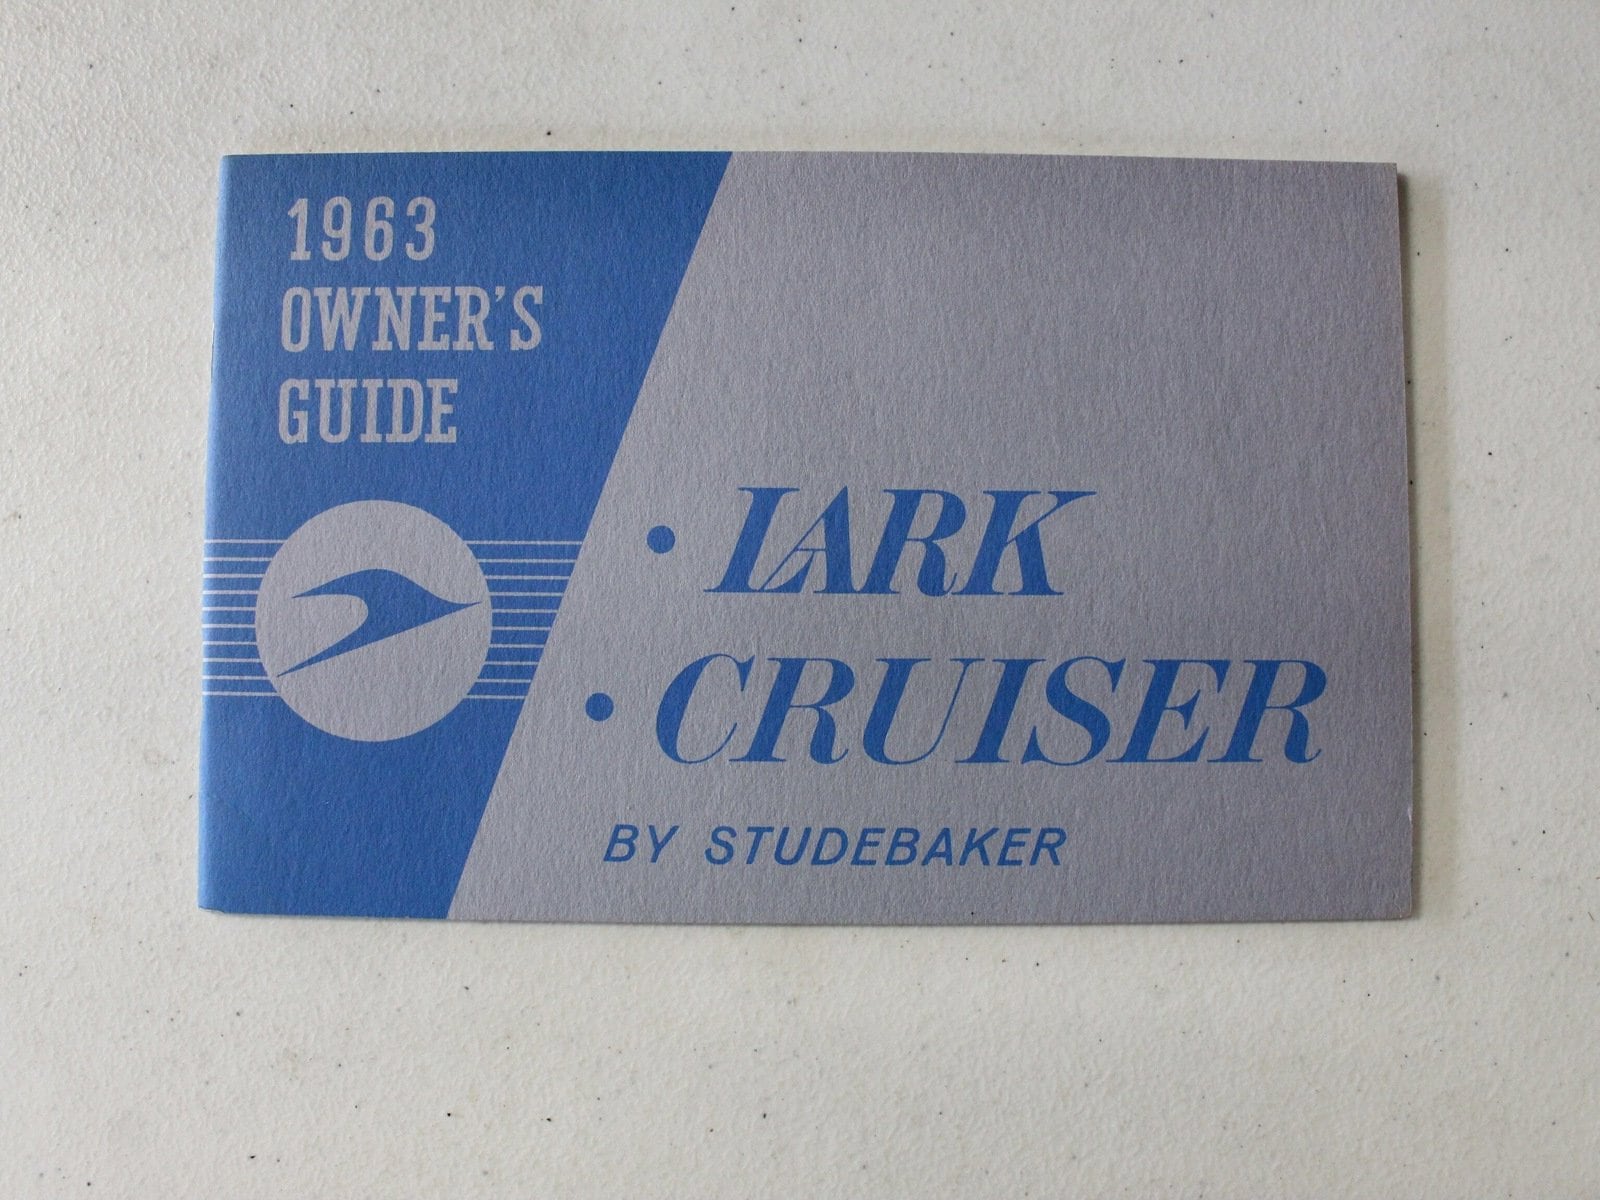 1963
OWNER'S
GUIDE
• LARK
• CRUISER
BY STUDEBAKER